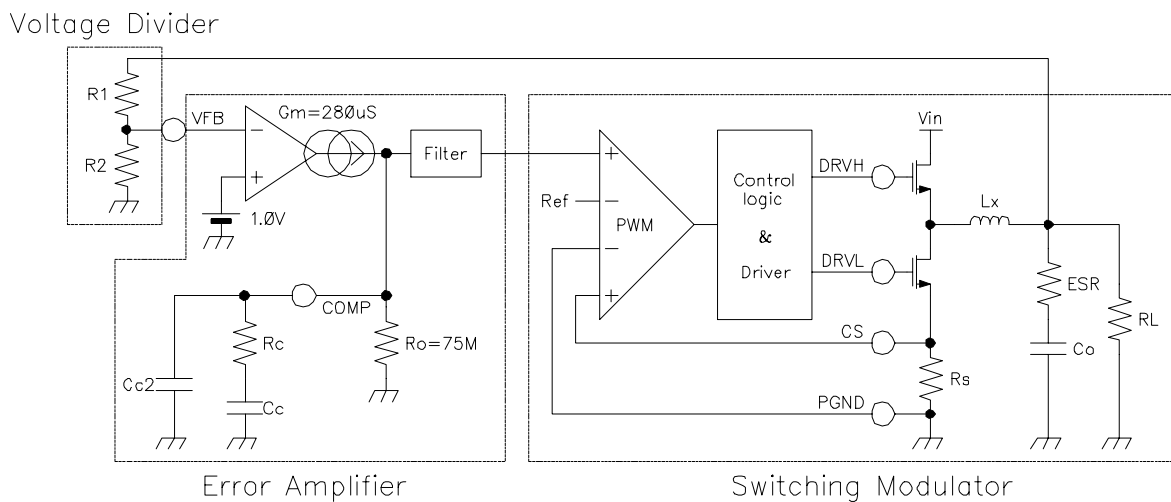 Voltage Divider
R1
R2
VFB
Gm=280uS
1.0V
Filter
COMP
Rc
Cc2
Cc
Ro=75M
Error Amplifier
Ref
PWM
Control
logic
&
Driver
DRVH
DRVL
CS
PGND
Vin
Lx
Rs
ESR
Co
RL
Switching Modulator